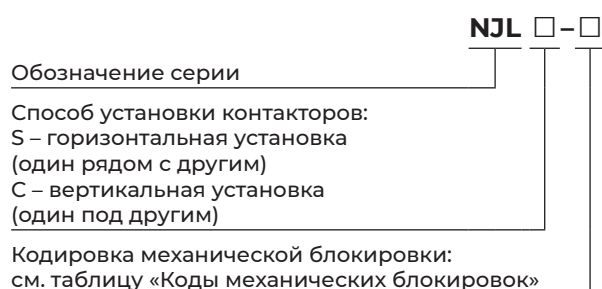 NJL □–□
Обозначение серии
Способ установки контакторов:
S – горизонтальная установка
(один рядом с другим)
C – вертикальная установка
(один под другим)
Кодировка механической блокировки:
см. таблицу «Коды механических блокировок»